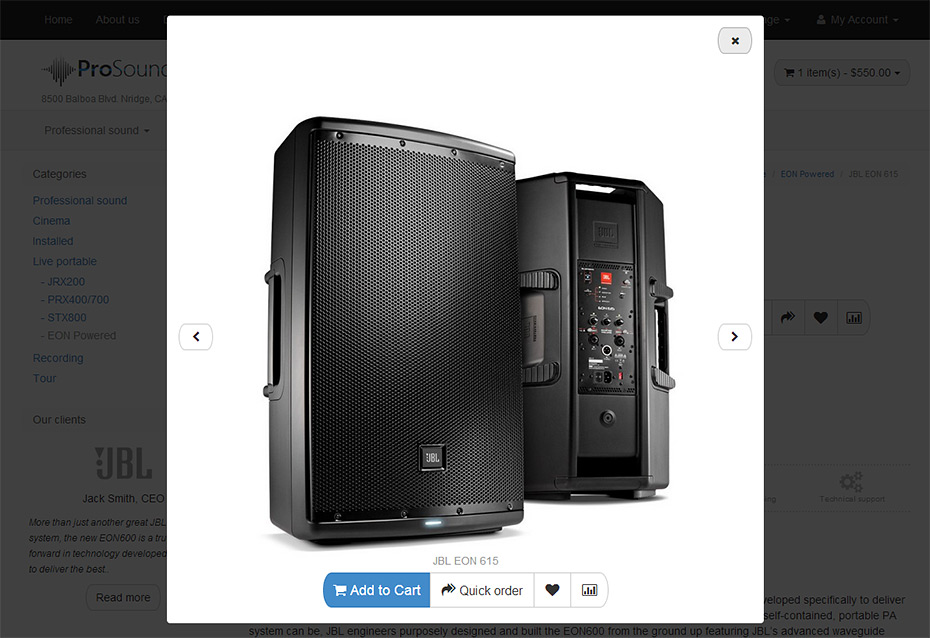 Home About us
nge My Account
ProSound
8500 Balboa Blvd, Nridge, CA
1 item(s) - $550.00
Professional sound
Categories
Professional sound
Cinema
Installed
Live portable
- JRX200
- PRX400/700
- STX800
- EON Powered
Recording
Tour
Our clients
JBL
Jack Smith, CEO
More than just another great JBL
system, the new EON600 is a tru
forward in technology developed
to deliver the best..
Read more
EON Powered / JBL EON 615
JBL
JBL
JBL
JBL EON 615
Add to Cart Quick order
Technical support
veloped specifically to deliver
self-contained, portable PA
system can be, JBL engineers purposely designed and built the EON600 from the ground up featuring JBL's advanced waveguide